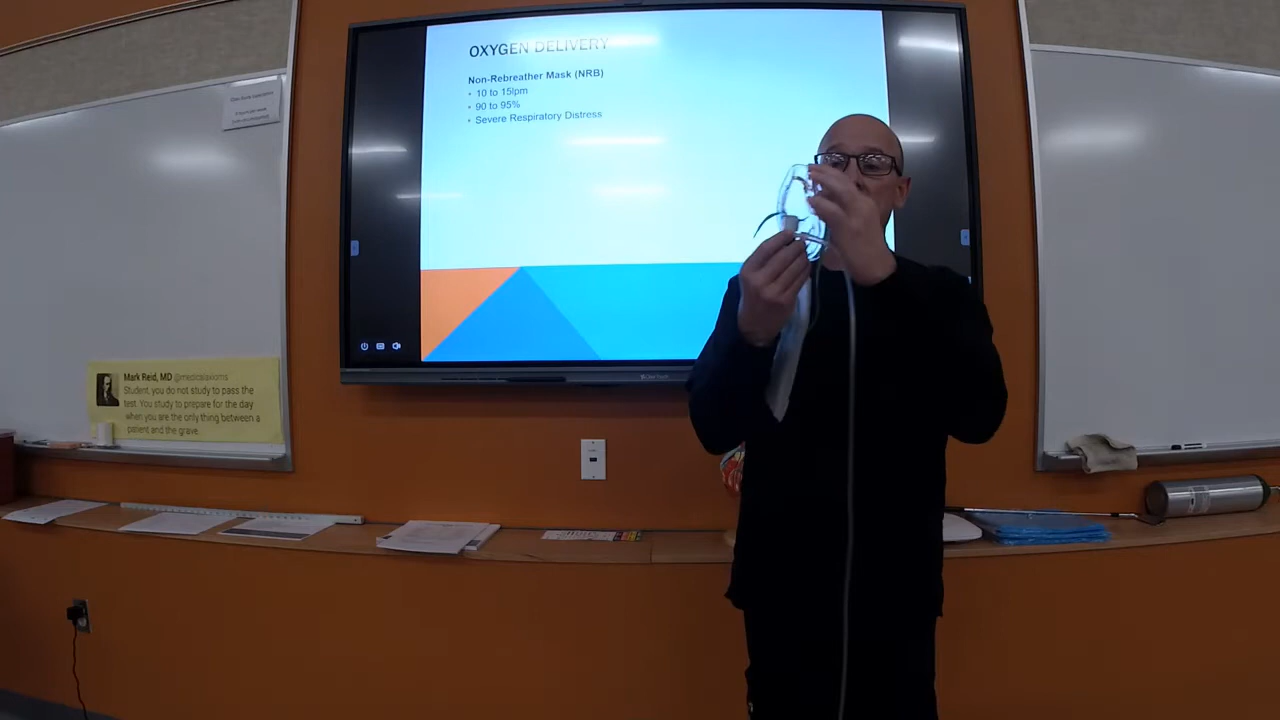 OXYGEN DELIVERY
Non-Rebreather Mask (NRB)
• 10 to 15lpm
• 90 to 95%
• Severe Respiratory Distress
Mark Reid, MD @medicalaxioms
Student, you do not study to pass the
test. You study to prepare for the day
when you are the only thing between a
patient and the grave.